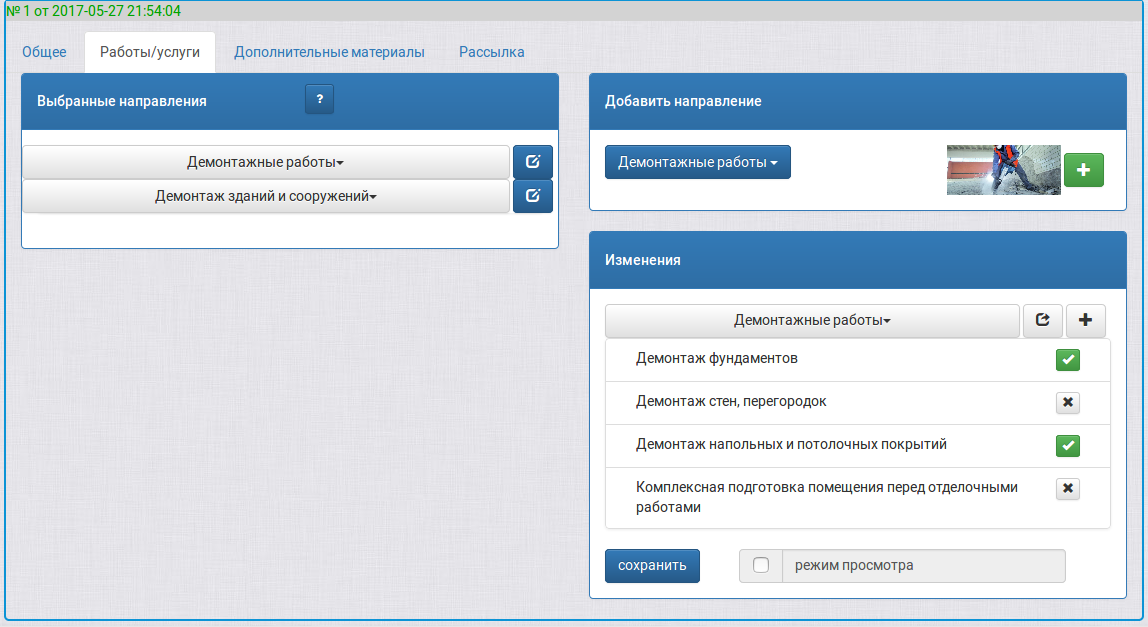 № 1 от 2017-05-27 21:54:04
Общее Работы/услуги Дополнительные материалы Рассылка
Выбранные направления ?
Демонтажные работы
Демонтаж зданий и сооружений
Добавить направление
Демонтажные работы
Изменения
Демонтажные работы
Демонтаж фундаментов
Демонтаж стен, перегородок
Демонтаж напольных и потолочных покрытий
Комплексная подготовка помещения перед отделочными
работами
сохранить режим просмотра